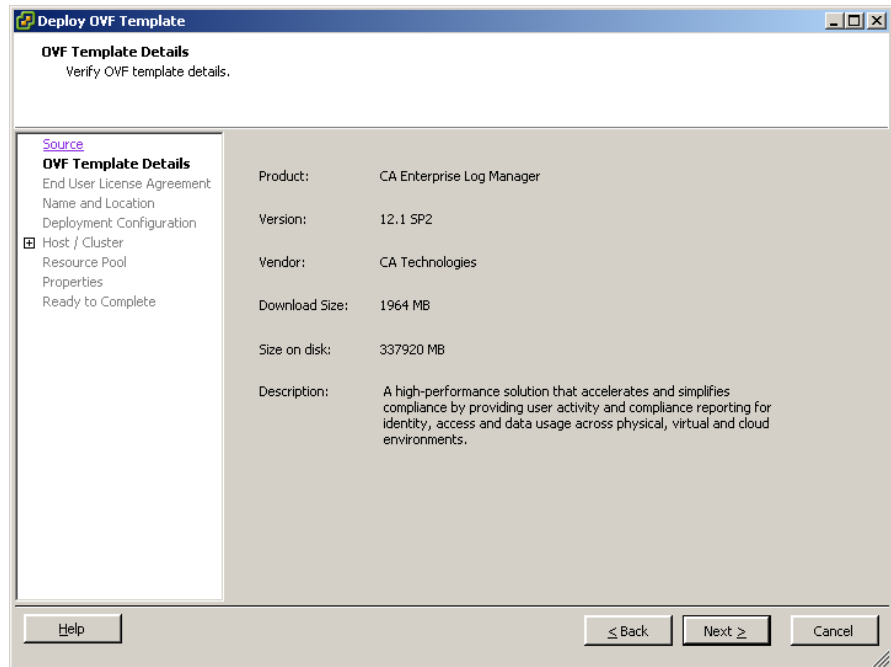 Deploy OVF Template
OVF Template Details
Verify OVF template details.
Source
OVF Template Details
End User License Agreement
Name and Location
Deployment Configuration
Host / Cluster
Resource Pool
Properties
Ready to Complete
Product: CA Enterprise Log Manager
Version: 12.1 SP2
Vendor: CA Technologies
Download Size: 1964 MB
Size on disk: 337920 MB
Description: A high-performance solution that accelerates and simplifies
compliance by providing user activity and compliance reporting for
identity, access and data usage across physical, virtual and cloud
environments.
Help
< Back
Next >
Cancel